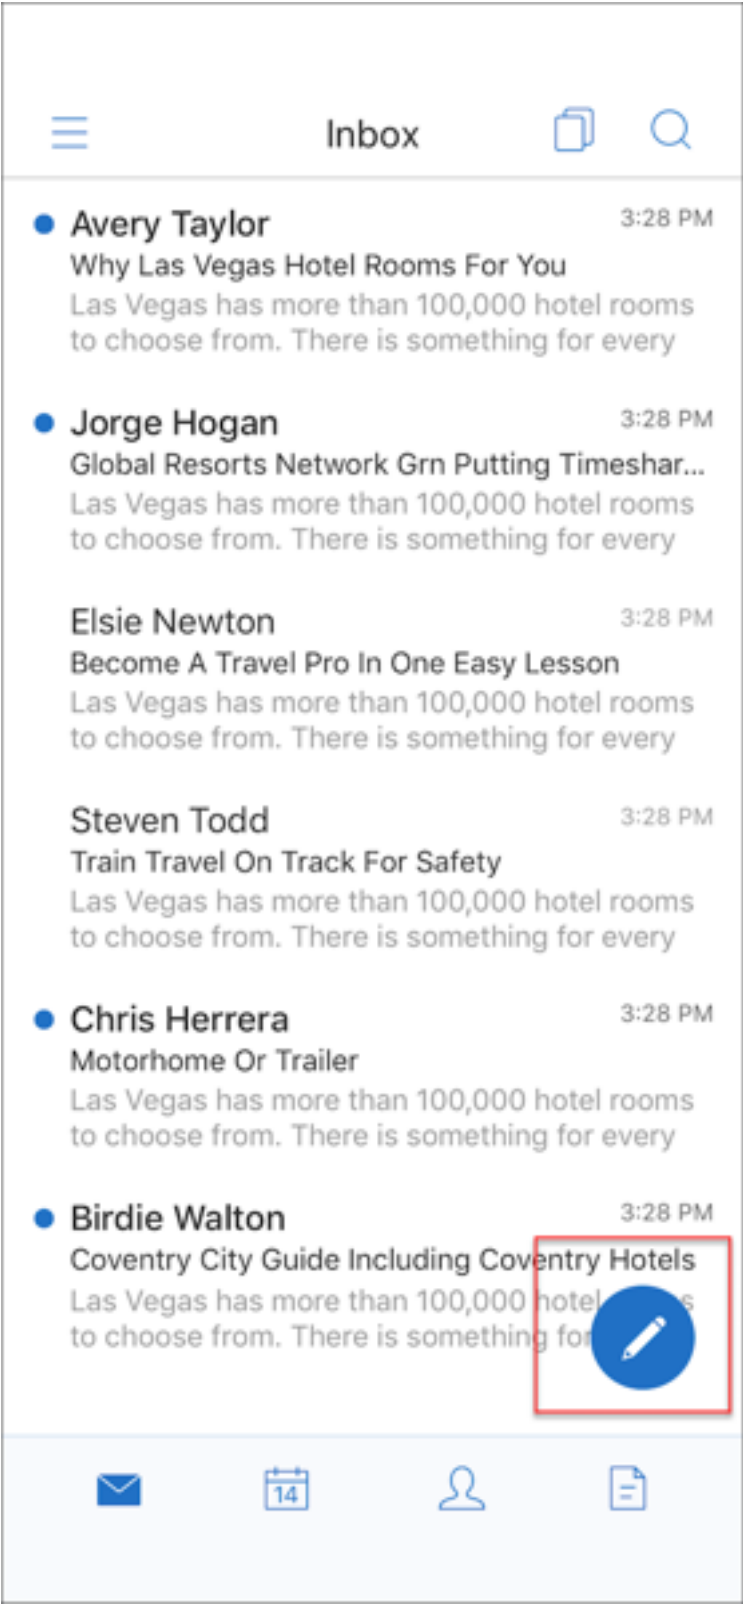 Inbox
Avery Taylor 3:28 PM
Why Las Vegas Hotel Rooms For You
Las Vegas has more than 100,000 hotel rooms
to choose from. There is something for every
Jorge Hogan 3:28 PM
Global Resorts Network Grn Putting Timeshar...
Las Vegas has more than 100,000 hotel rooms
to choose from. There is something for every
Elsie Newton 3:28 PM
Become A Travel Pro In One Easy Lesson
Las Vegas has more than 100,000 hotel rooms
to choose from. There is something for every
Steven Todd 3:28 PM
Train Travel On Track For Safety
Las Vegas has more than 100,000 hotel rooms
to choose from. There is something for every
Chris Herrera 3:28 PM
Motorhome Or Trailer
Las Vegas has more than 100,000 hotel rooms
to choose from. There is something for every
Birdie Walton 3:28 PM
Coventry City Guide Including Coventry Hotels
Las Vegas has more than 100,000 hotel
to choose from. There is something for
14